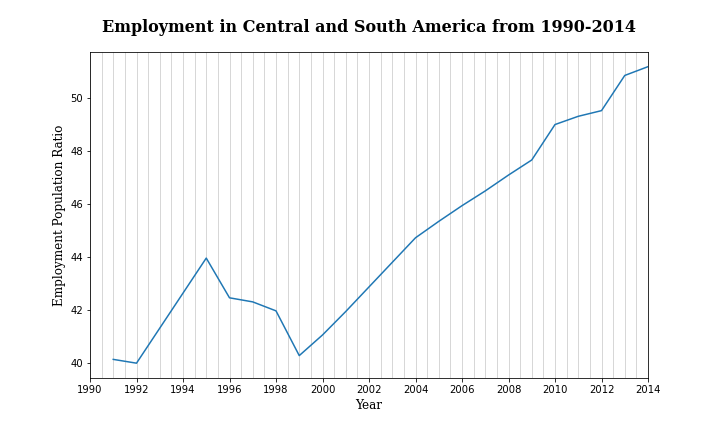 Employment in Central and South America from 1990-2014
Employment Population Ratio
50
48
46
44
42
40
1990 1992 1994 1996 1998 2000 2002 2004 2006 2008 2010 2012 2014
Year